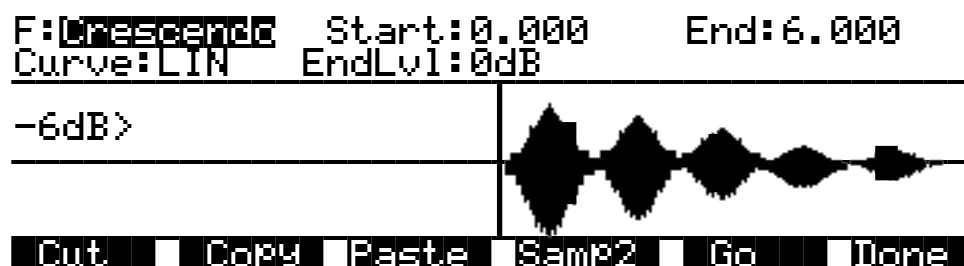 F:Crescendo Start:0.000 End:6.000
Curve:LIN EndLvl:0dB
-6dB>
Cut Copy Paste Samp2 Go Done